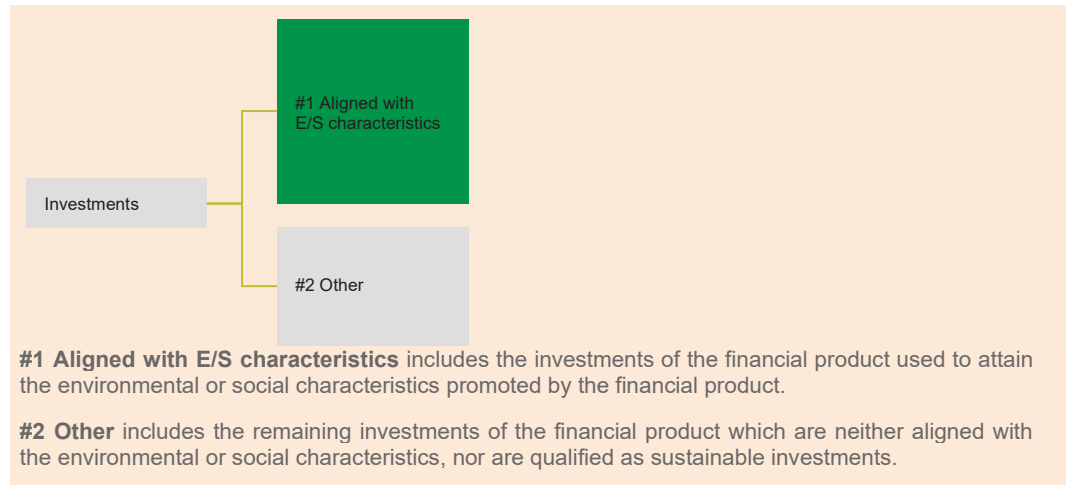 #1 Aligned with
E/S characteristics
Investments
#2 Other
#1 Aligned with E/S characteristics includes the investments of the financial product used to attain
the environmental or social characteristics promoted by the financial product.
#2 Other includes the remaining investments of the financial product which are neither aligned with
the environmental or social characteristics, nor are qualified as sustainable investments.